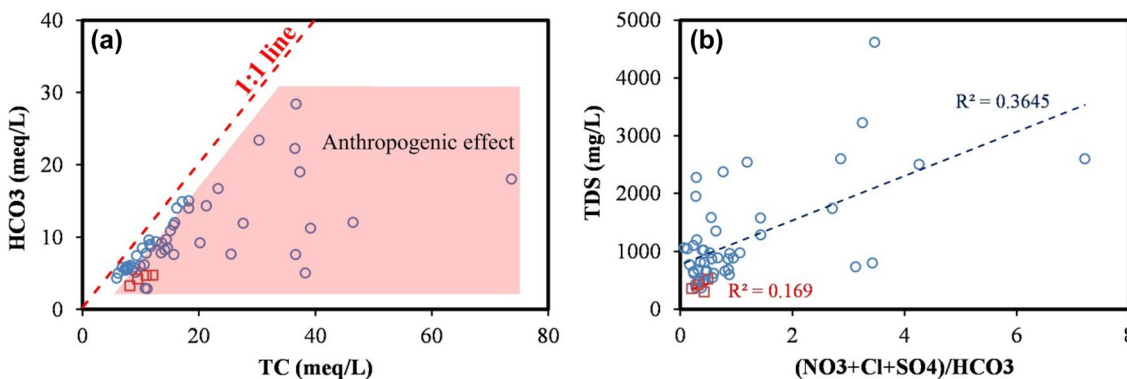 (a)
1:1 line
Anthropogenic effect
HCO3 (meq/L)
40
30
20
10
0
0 20 40 60 80
TC (meq/L)
(b)
R² = 0.3645
R² = 0.169
TDS (mg/L)
5000
4000
3000
2000
1000
0
0 2 4 6 8
(NO3+Cl+SO4)/HCO3